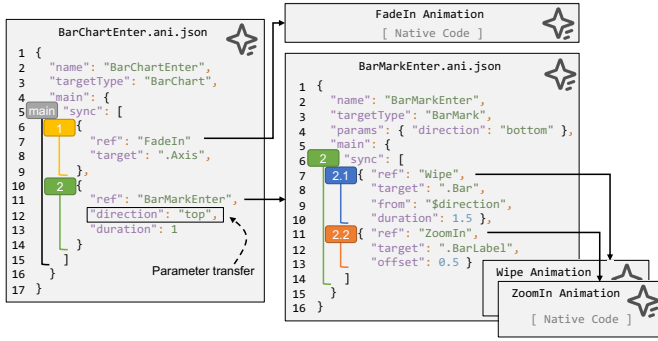 BarChartEnter.ani.json
1 {
2 "name": "BarChartEnter",
3 "targetType": "BarChart",
4 "main": {
5 main "sync": [
6 1 {
7 "ref": "FadeIn"
8 "target": ".Axis",
9 },
10 2 {
11 "ref": "BarMarkEnter",
12 "direction": "top",
13 "duration": 1
14 }
15 ]
16 }
17 }
Parameter transfer
FadeIn Animation
[ Native Code ]
BarMarkEnter.ani.json
1 {
2 "name": "BarMarkEnter",
3 "targetType": "BarMark",
4 "params": { "direction": "bottom" },
5 "main": {
6 2 "sync": [
7 2.1 { "ref": "Wipe",
8 "target": ".Bar",
9 "from": "$direction",
10 "duration": 1.5 },
11 2.2 { "ref": "ZoomIn",
12 "target": ".BarLabel",
13 "offset": 0.5 }
14 ]
15 }
16 }
Wipe Animation
ZoomIn Animation
[ Native Code ]